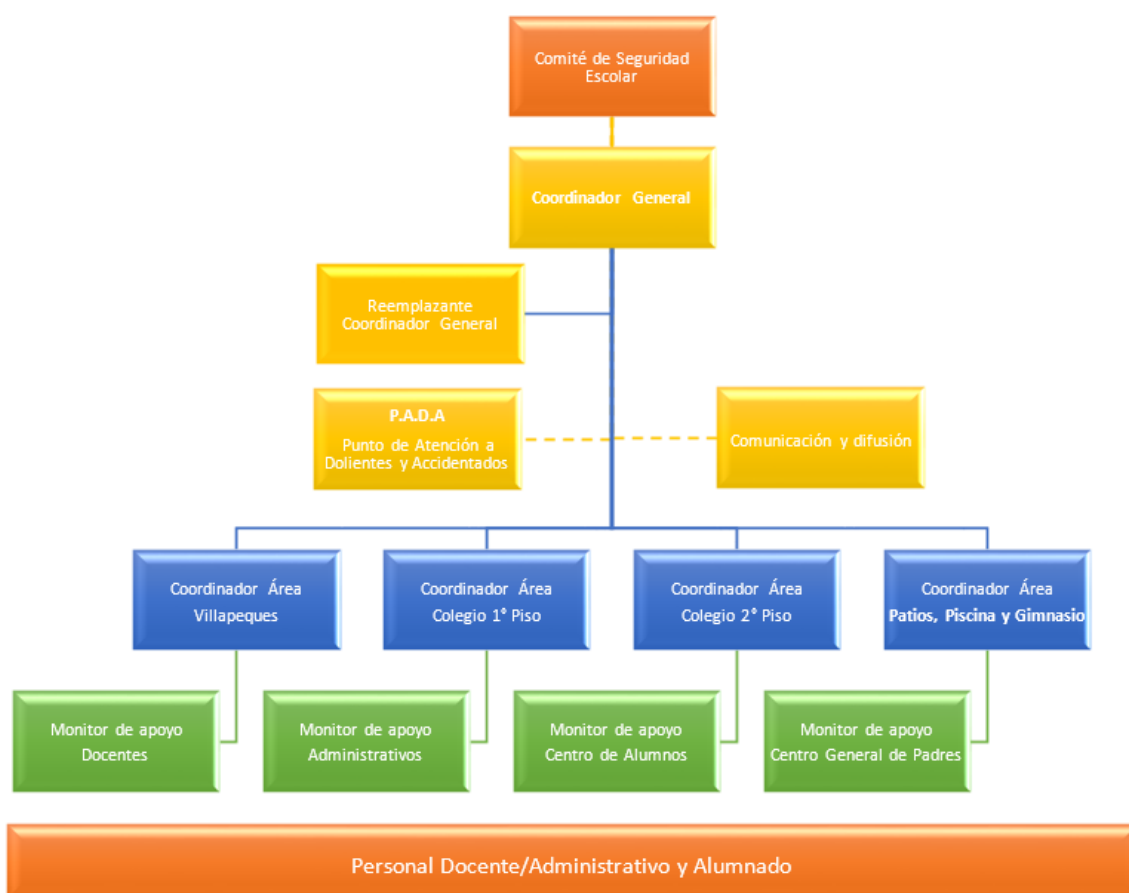 Comité de Seguridad
Escolar
Coordinador General
Reemplazante
Coordinador General
P.A.D.A
Punto de Atención a
Dolientes y Accidentados
Comunicación y difusión
Coordinador Área
Villapeques
Coordinador Área
Colegio 1° Piso
Coordinador Área
Colegio 2° Piso
Coordinador Área
Patios, Piscina y Gimnasio
Monitor de apoyo
Docentes
Monitor de apoyo
Administrativos
Monitor de apoyo
Centro de Alumnos
Monitor de apoyo
Centro General de Padres
Personal Docente/Administrativo y Alumnado